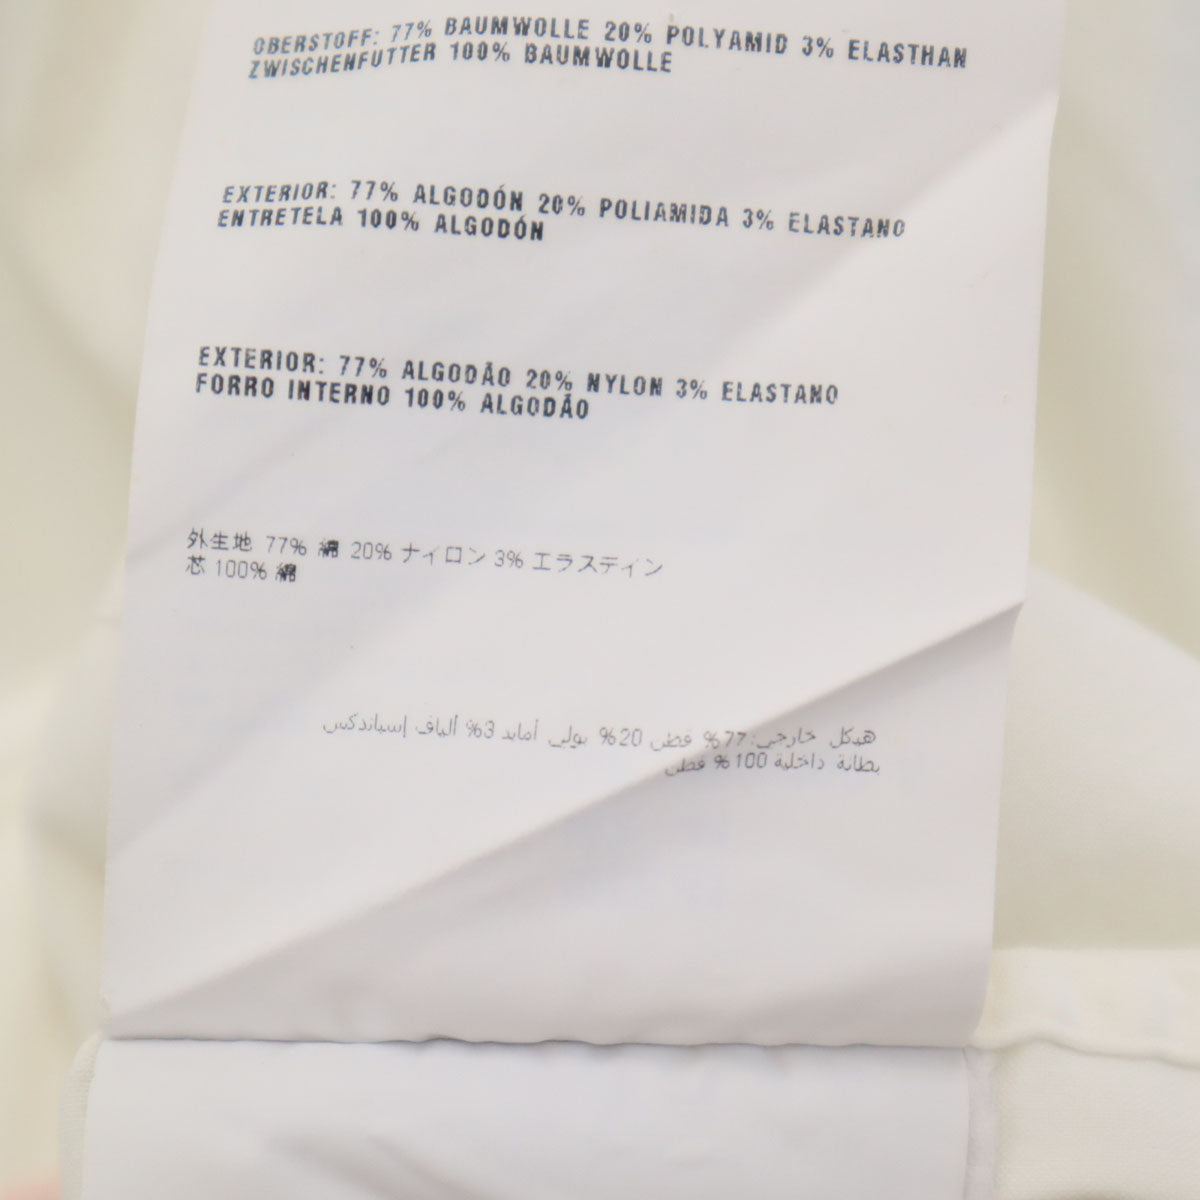 OBERSTOFF: 77% BAUMWOLLE 20% POLYAMID 3% ELASTHAN
ZWISCHENFUTTER 100% BAUMWOLLE
EXTERIOR: 77% ALGODÓN 20% POLIAMIDA 3% ELASTANO
ENTRETELA 100% ALGODÓN
EXTERIOR: 77% ALGODÃO 20% NYLON 3% ELASTANO
FORRO INTERNO 100% ALGODÃO
外生地 77% 綿 20% ナイロン 3% エラスティン
芯 100% 綿
هيكل خارجي: 77% قطن 20% بولي أمايد 3% ألياف إسباندكس
بطانة داخلية 100% قطن